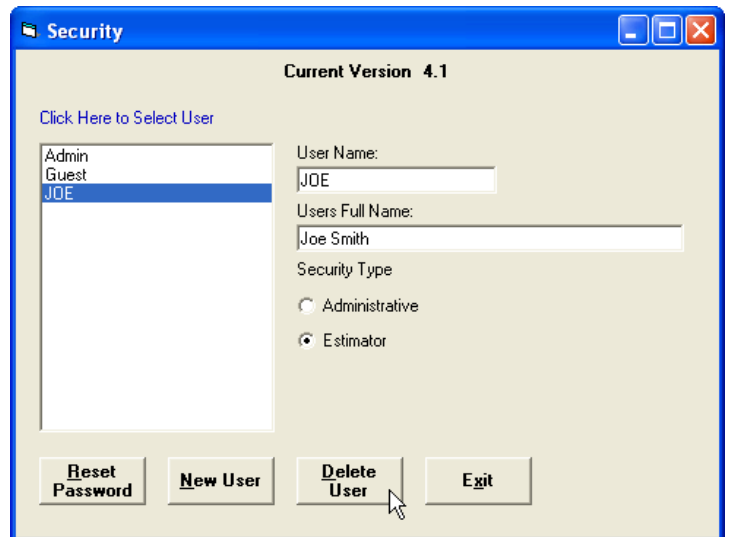 Security
Current Version 4.1
Click Here to Select User
Admin
Guest
JOE
User Name:
JOE
Users Full Name:
Joe Smith
Security Type
Administrative
Estimator
Reset
Password
New User
Delete
User
Exit